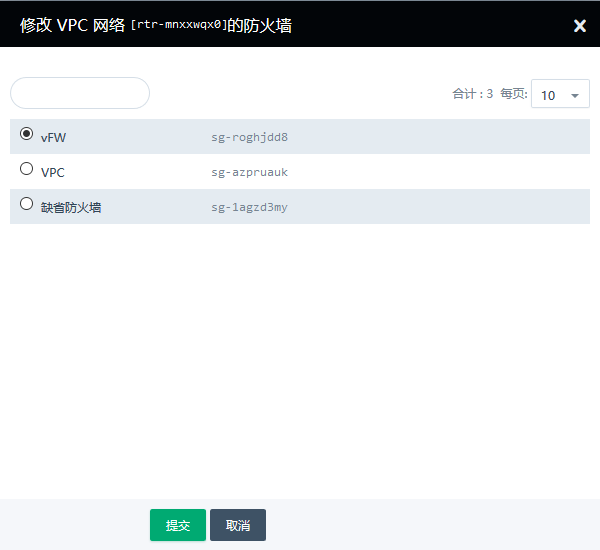 修改 VPC 网络 [rtr-mnxxwqx0]的防火墙 ×
合计：3 每页: 10
vFW sg-roghjdd8
VPC sg-azpruauk
缺省防火墙 sg-1agzd3my
提交 取消